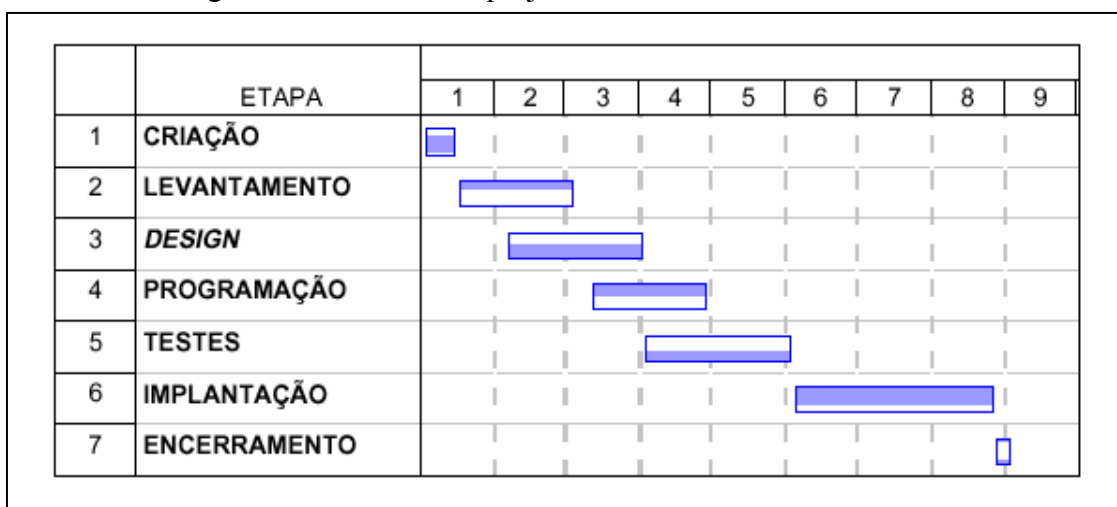 ETAPA 1 2 3 4 5 6 7 8 9
1 CRIAÇÃO
2 LEVANTAMENTO
3 DESIGN
4 PROGRAMAÇÃO
5 TESTES
6 IMPLANTAÇÃO
7 ENCERRAMENTO